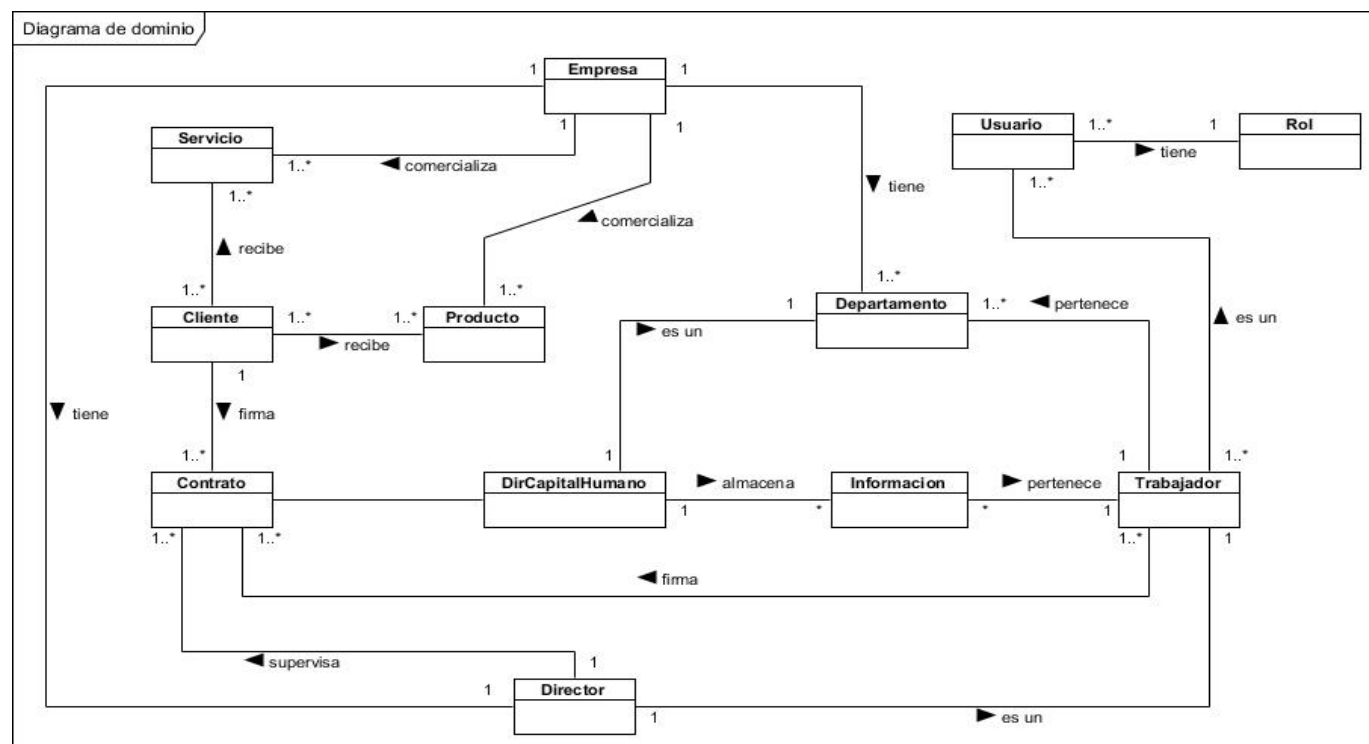 Diagrama de dominio
1 Empresa 1
1 1
Servicio
1..* comercializa
1..*
Usuario 1..* 1 Rol
tiene
1..*
tiene
comercializa
recibe
1..* 1..*
1..*
Cliente 1..* 1..* Producto
recibe
1
1 Departamento 1..* pertenece
es un
es un
tiene
firma
1..* 1 1 1..*
Contrato
DirCapitalHumano almacena Informacion pertenece Trabajador
1 * * 1
1..* 1..* 1..* 1
firma
supervisa 1
1 Director
1 es un